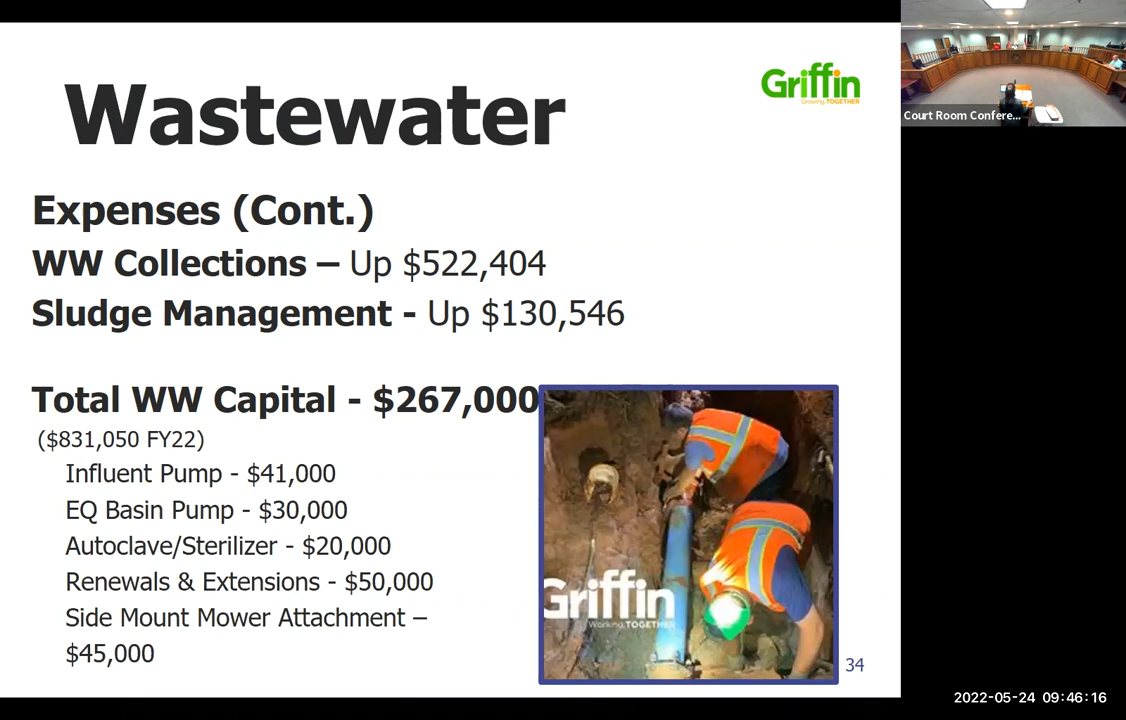 Wastewater
Griffin
Growing TOGETHER
Expenses (Cont.)
WW Collections – Up $522,404
Sludge Management - Up $130,546
Total WW Capital - $267,000
($831,050 FY22)
Influent Pump - $41,000
EQ Basin Pump - $30,000
Autoclave/Sterilizer - $20,000
Renewals & Extensions - $50,000
Side Mount Mower Attachment –
$45,000
Griffin
Working TOGETHER
34
Court Room Confere...
2022-05-24 09:46:16